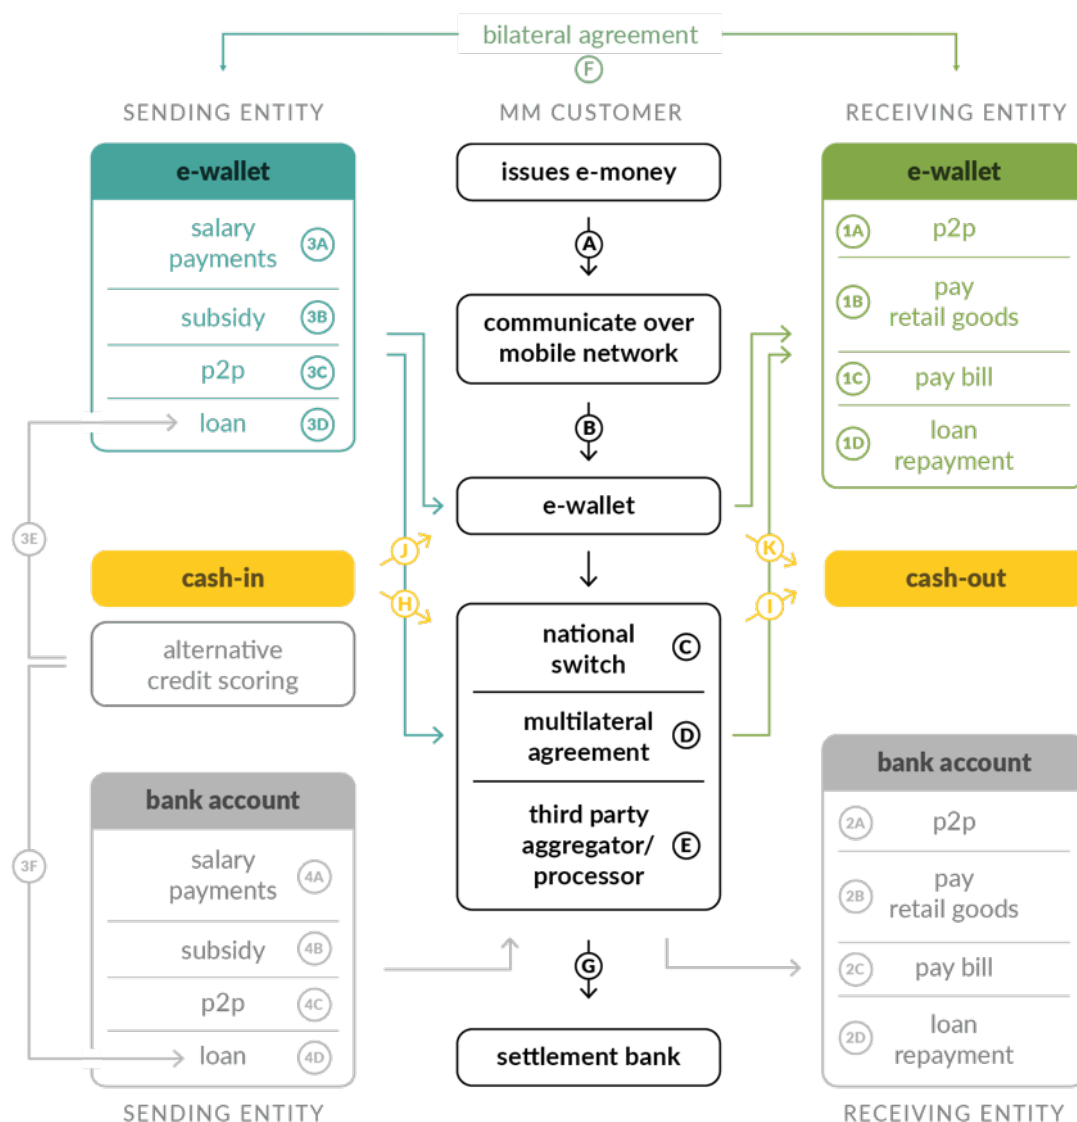 bilateral agreement
F
SENDING ENTITY
MM CUSTOMER
RECEIVING ENTITY
e-wallet
salary
payments
3A
subsidy
3B
p2p
3C
loan
3D
issues e-money
A
communicate over
mobile network
B
e-wallet
e-wallet
1A
p2p
1B
pay
retail goods
1C
pay bill
1D
loan
repayment
3E
cash-in
J
H
K
I
cash-out
alternative
credit scoring
national
switch
C
multilateral
agreement
D
third party
aggregator/
processor
E
3F
bank account
salary
payments
4A
subsidy
4B
p2p
4C
loan
4D
G
settlement bank
bank account
2A
p2p
2B
pay
retail goods
2C
pay bill
2D
loan
repayment
SENDING ENTITY
RECEIVING ENTITY